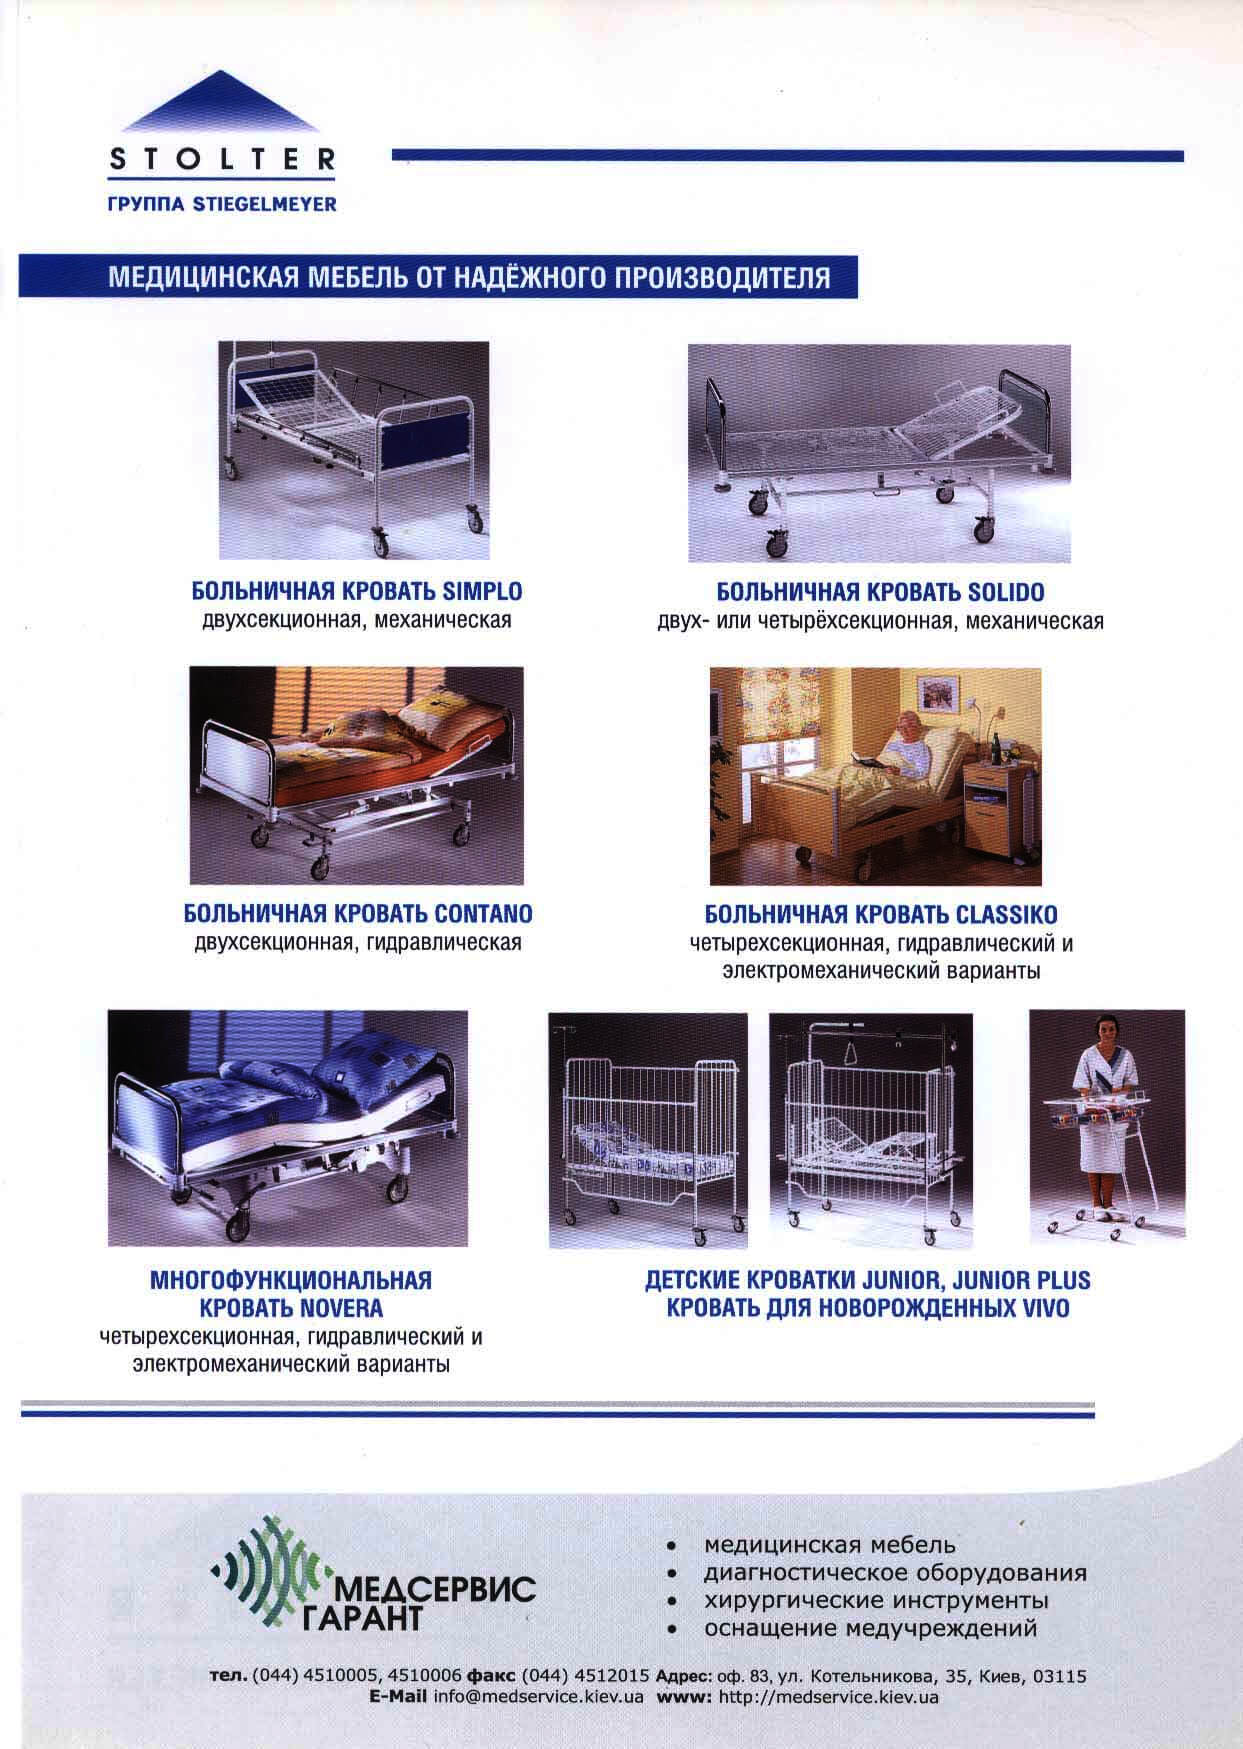 STOLTER
ГРУППА STIEGELMEYER
МЕДИЦИНСКАЯ МЕБЕЛЬ ОТ НАДЁЖНОГО ПРОИЗВОДИТЕЛЯ
БОЛЬНИЧНАЯ КРОВАТЬ SIMPLO
двухсекционная, механическая
БОЛЬНИЧНАЯ КРОВАТЬ SOLIDO
двух- или четырёхсекционная, механическая
БОЛЬНИЧНАЯ КРОВАТЬ CONTANO
двухсекционная, гидравлическая
БОЛЬНИЧНАЯ КРОВАТЬ CLASSIKO
четырехсекционная, гидравлический и
электромеханический варианты
МНОГОФУНКЦИОНАЛЬНАЯ
КРОВАТЬ NOVERA
четырехсекционная, гидравлический и
электромеханический варианты
ДЕТСКИЕ КРОВАТКИ JUNIOR, JUNIOR PLUS
КРОВАТЬ ДЛЯ НОВОРОЖДЕННЫХ VIVO
МЕДСЕРВИС
ГАРАНТ
• медицинская мебель
• диагностическое оборудования
• хирургические инструменты
• оснащение медучреждений
тел. (044) 4510005, 4510006 факс (044) 4512015 Адрес: оф. 83, ул. Котельникова, 35, Киев, 03115
E-Mail info@medservice.kiev.ua www: http://medservice.kiev.ua